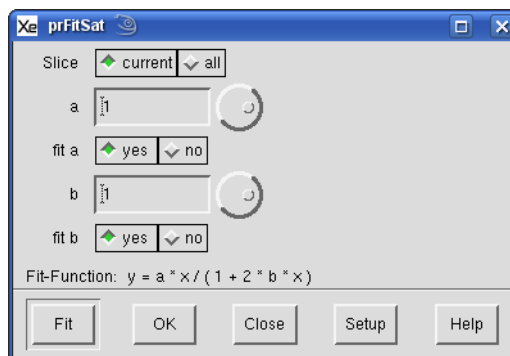 Xe prFitSat
Slice current all
a 1
fit a yes no
b 1
fit b yes no
Fit-Function: y = a * x / ( 1 + 2 * b * x )
Fit OK Close Setup Help